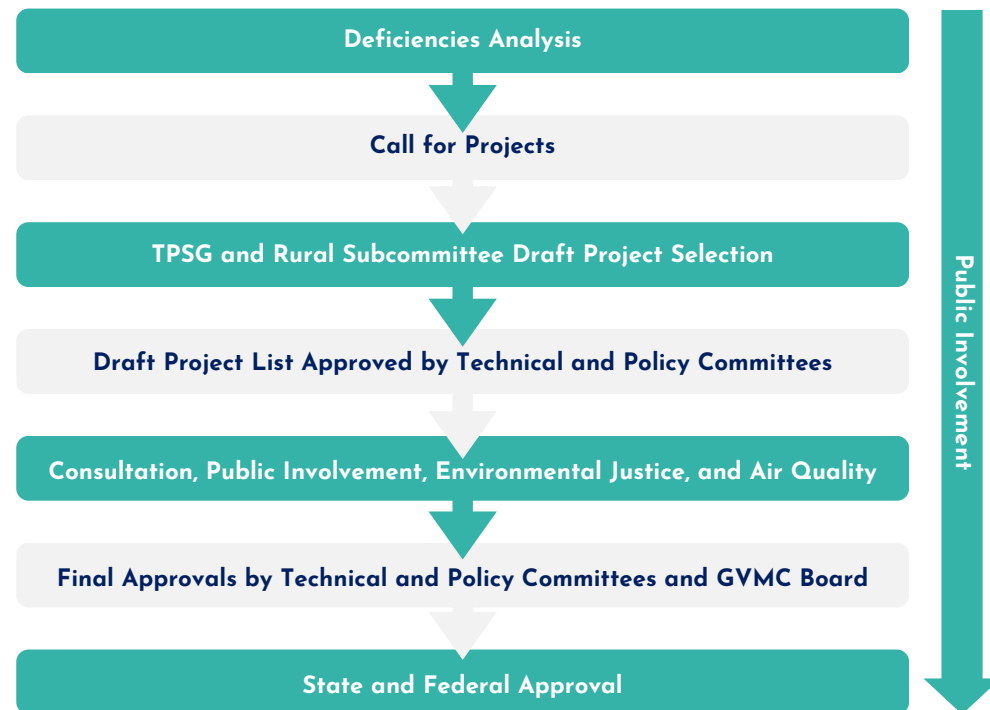 Deficiencies Analysis
Call for Projects
TPSG and Rural Subcommittee Draft Project Selection
Draft Project List Approved by Technical and Policy Committees
Consultation, Public Involvement, Environmental Justice, and Air Quality
Final Approvals by Technical and Policy Committees and GVMC Board
State and Federal Approval
Public Involvement